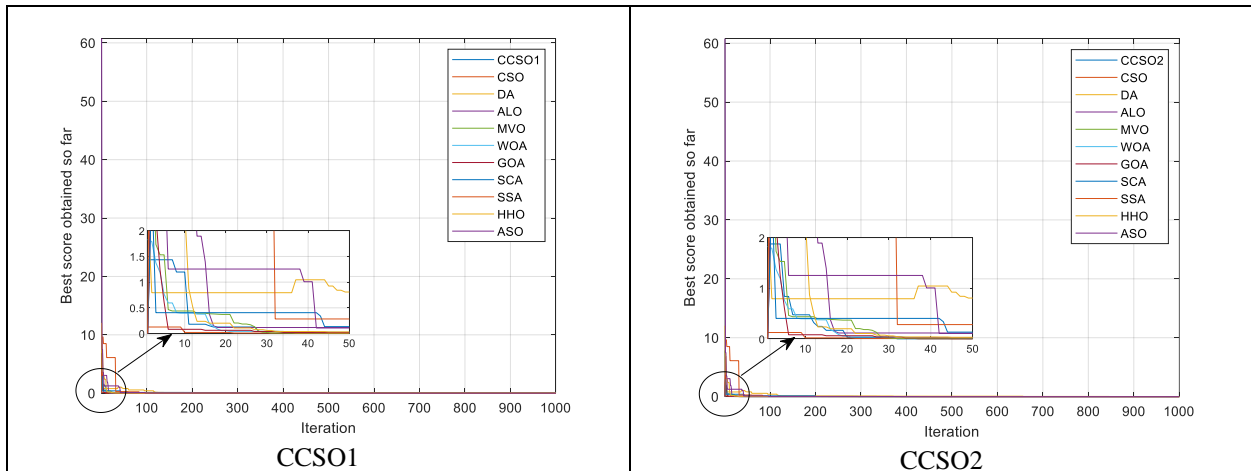 60
50
40
30
20
10
0
Best score obtained so far
CCSO1
CSO
DA
ALO
MVO
WOA
GOA
SCA
SSA
HHO
ASO
2
1.5
1
0.5
0
10 20 30 40 50
100 200 300 400 500 600 700 800 900 1000
Iteration
CCSO1
60
50
40
30
20
10
0
Best score obtained so far
CCSO2
CSO
DA
ALO
MVO
WOA
GOA
SCA
SSA
HHO
ASO
2
1
0
10 20 30 40 50
100 200 300 400 500 600 700 800 900 1000
Iteration
CCSO2